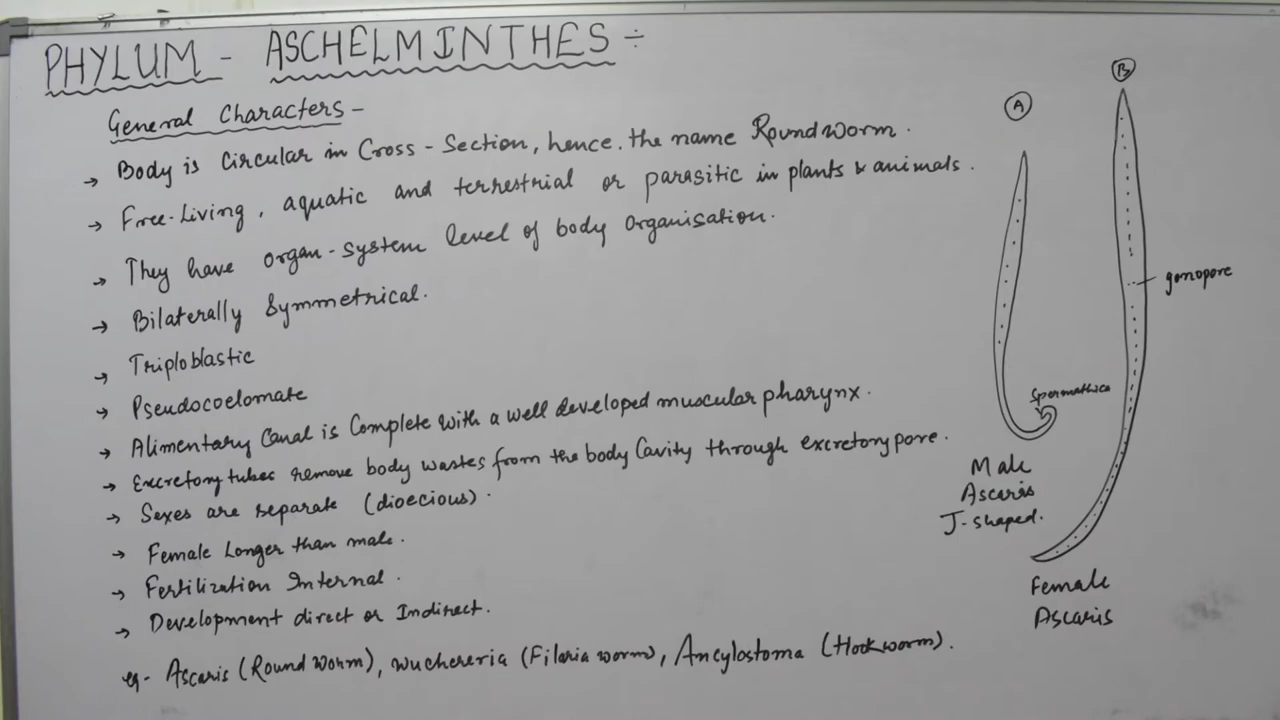 PHYLUM - ASCHELMINTHES ÷
General Characters -
→ Body is Circular in Cross-Section, hence. the name Roundworm.
→ Free-Living, aquatic and terrestrial or parasitic in plants & animals.
→ They have organ-system level of body organisation.
→ Bilaterally Symmetrical.
→ Triploblastic
→ Pseudocoelomate
→ Alimentary Canal is Complete with a well developed muscular pharynx.
→ Excretory tubes remove body wastes from the body Cavity through excretory pore.
→ Sexes are separate (dioecious).
→ Female Longer than male.
→ Fertilization Internal.
→ Development direct or Indirect.
eg- Ascaris (Round worm), wuchereria (Filaria worm), Ancylostoma (Hookworm).
A
Spermathica
Male
Ascaris
J-shaped.
B
gonopore
Female
Ascaris